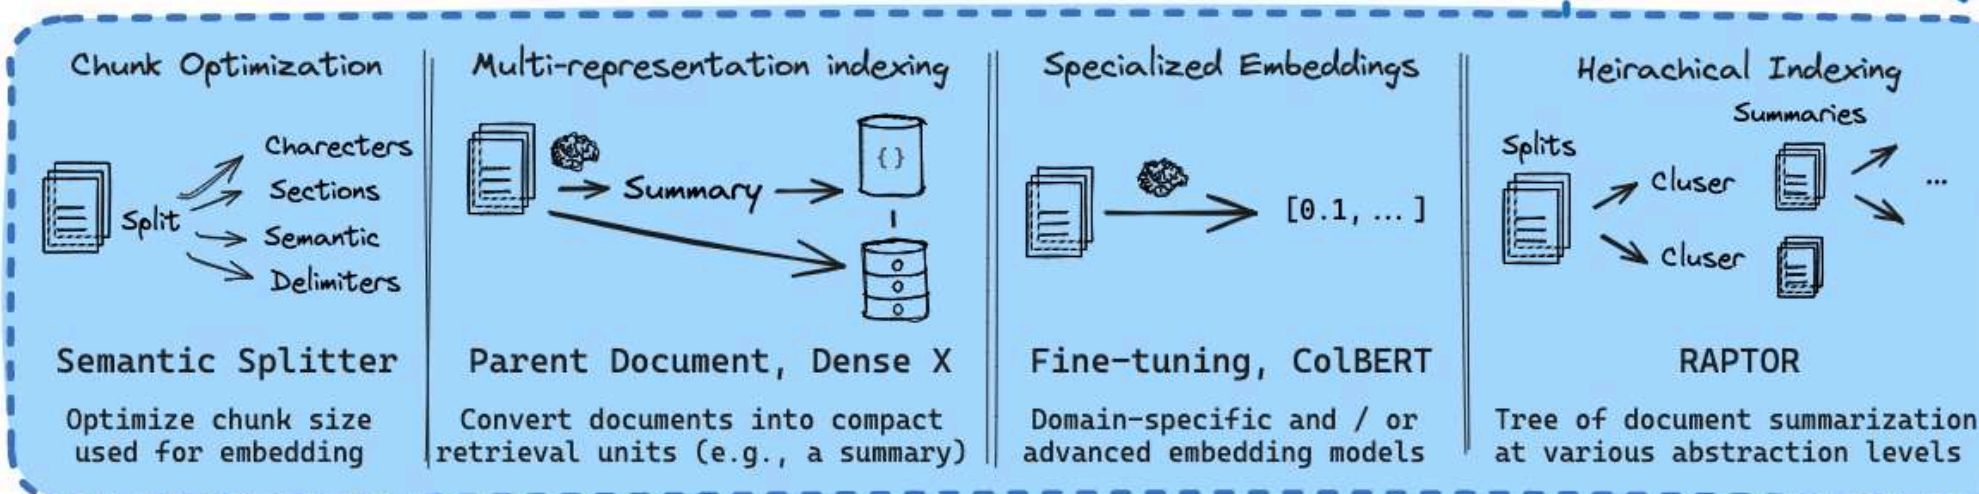 Chunk Optimization
Split
Charecters
Sections
Semantic
Delimiters
Semantic Splitter
Optimize chunk size
used for embedding
Multi-representation indexing
Summary
{}
Parent Document, Dense X
Convert documents into compact
retrieval units (e.g., a summary)
Specialized Embeddings
[0.1, ... ]
Fine-tuning, ColBERT
Domain-specific and / or
advanced embedding models
Heirachical Indexing
Summaries
Splits
Cluser
...
Cluser
RAPTOR
Tree of document summarization
at various abstraction levels